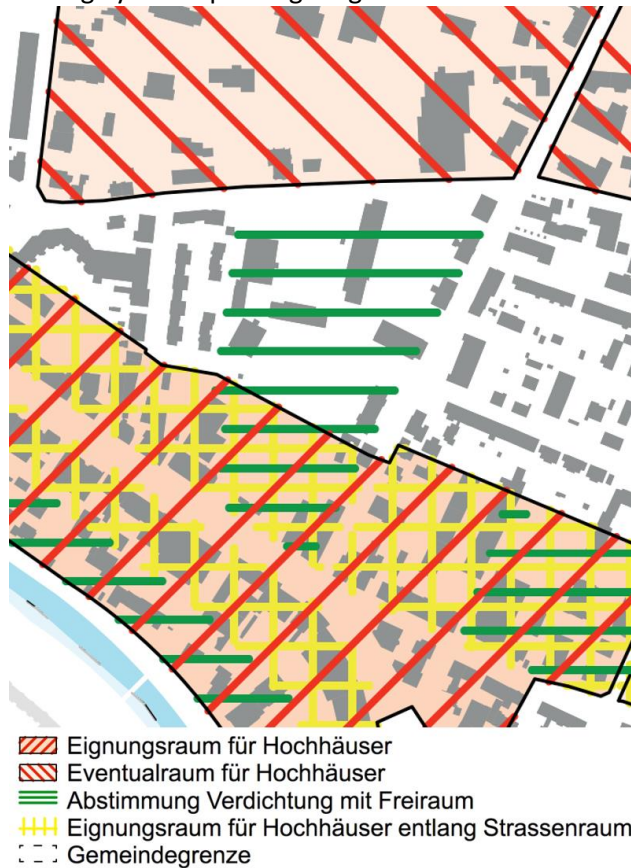 Eignungsraum für Hochhäuser
Eventualraum für Hochhäuser
Abstimmung Verdichtung mit Freiraum
Eignungsraum für Hochhäuser entlang Strassenraum
Gemeindegrenze